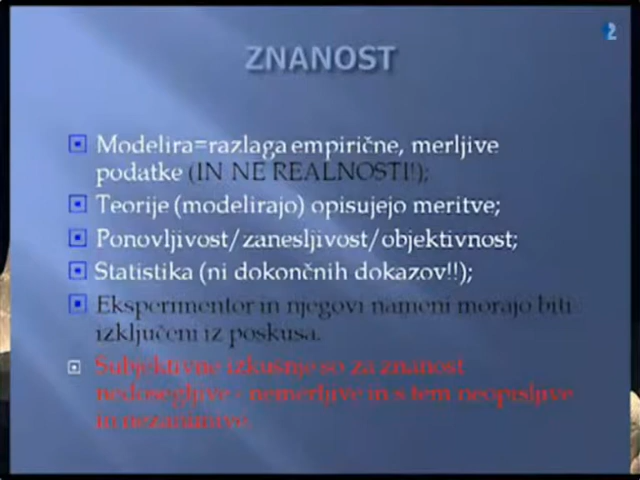 2
ZNANOST
Modelira=razlaga empirične, merljive
podatke (IN NE REALNOSTI!);
Teorije (modelirajo) opisujejo meritve;
Ponovljivost/zanesljivost/objektivnost;
Statistika (ni dokončnih dokazov!!);
Eksperimentor in njegovi nameni morajo biti
izključeni iz poskusa.
Subjektivne izkušnje so za znanost
nedosegljive - nemerljive in s tem neopisljive
in nezanimive.